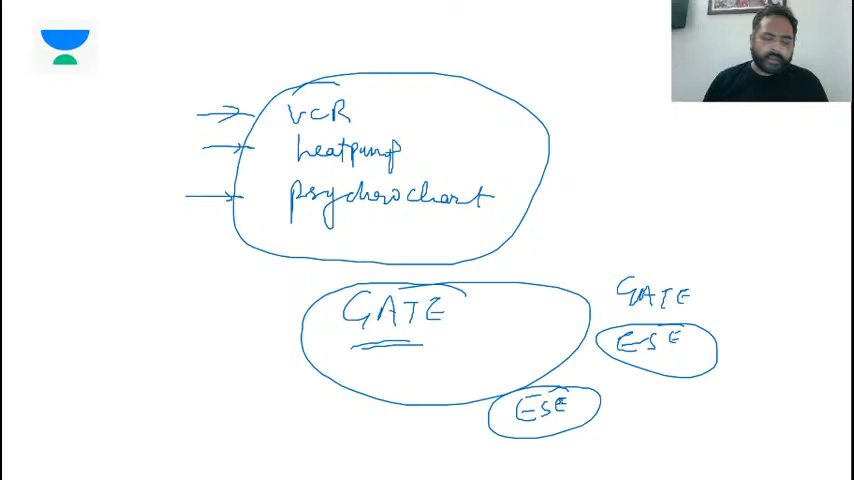 VCR
heatpump
psychrochart
GATE
GATE
ESE
ESE